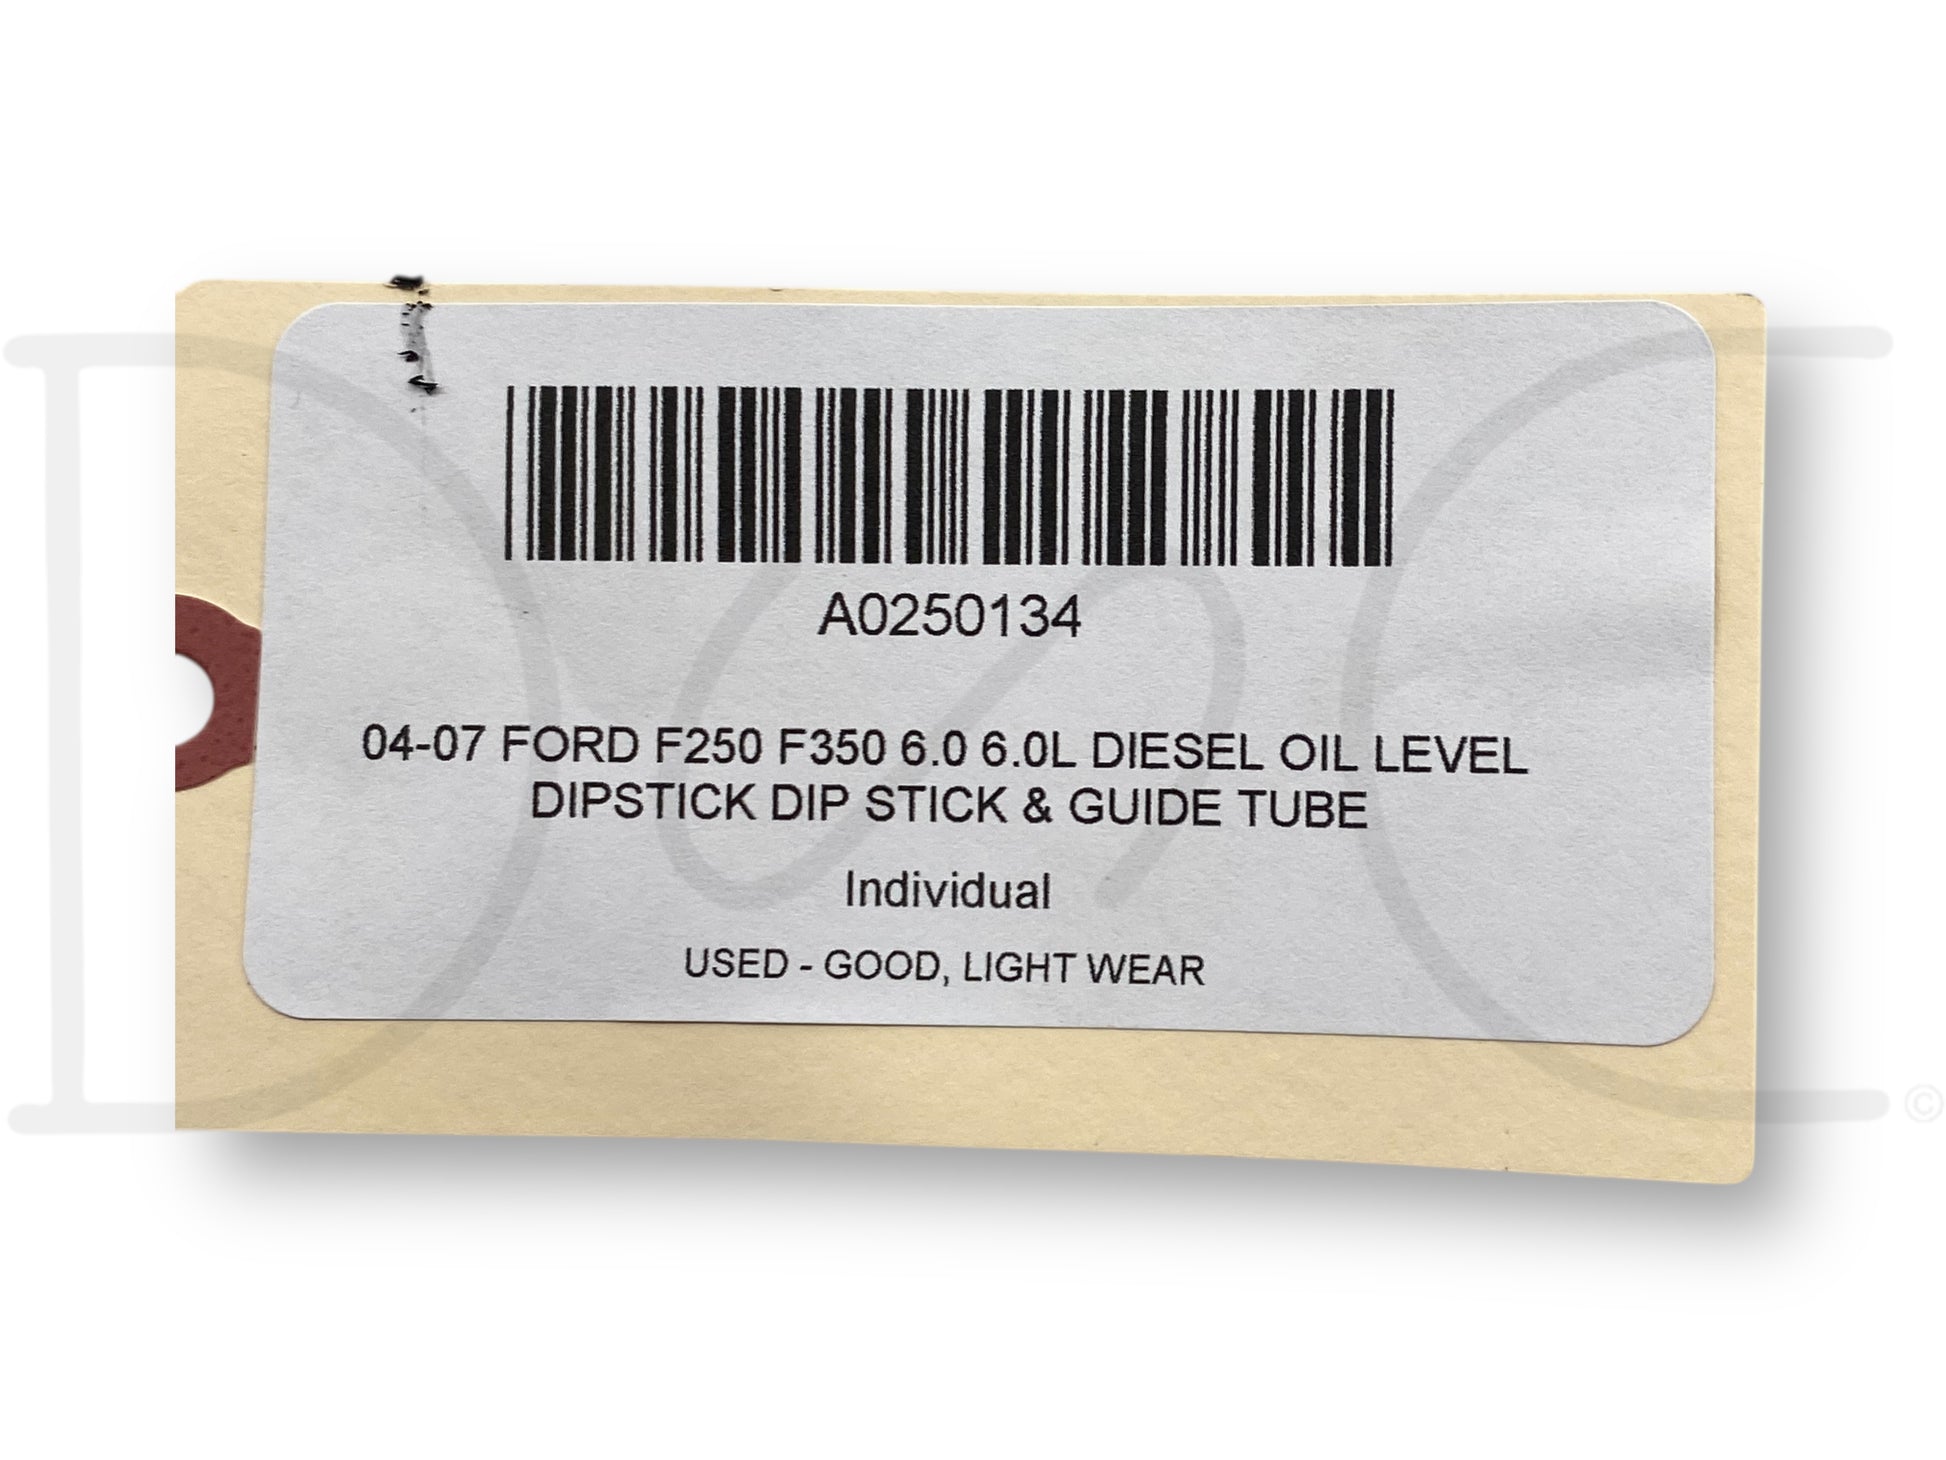 A0250134
04-07 FORD F250 F350 6.0 6.0L DIESEL OIL LEVEL
DIPSTICK DIP STICK & GUIDE TUBE
Individual
USED - GOOD, LIGHT WEAR
©